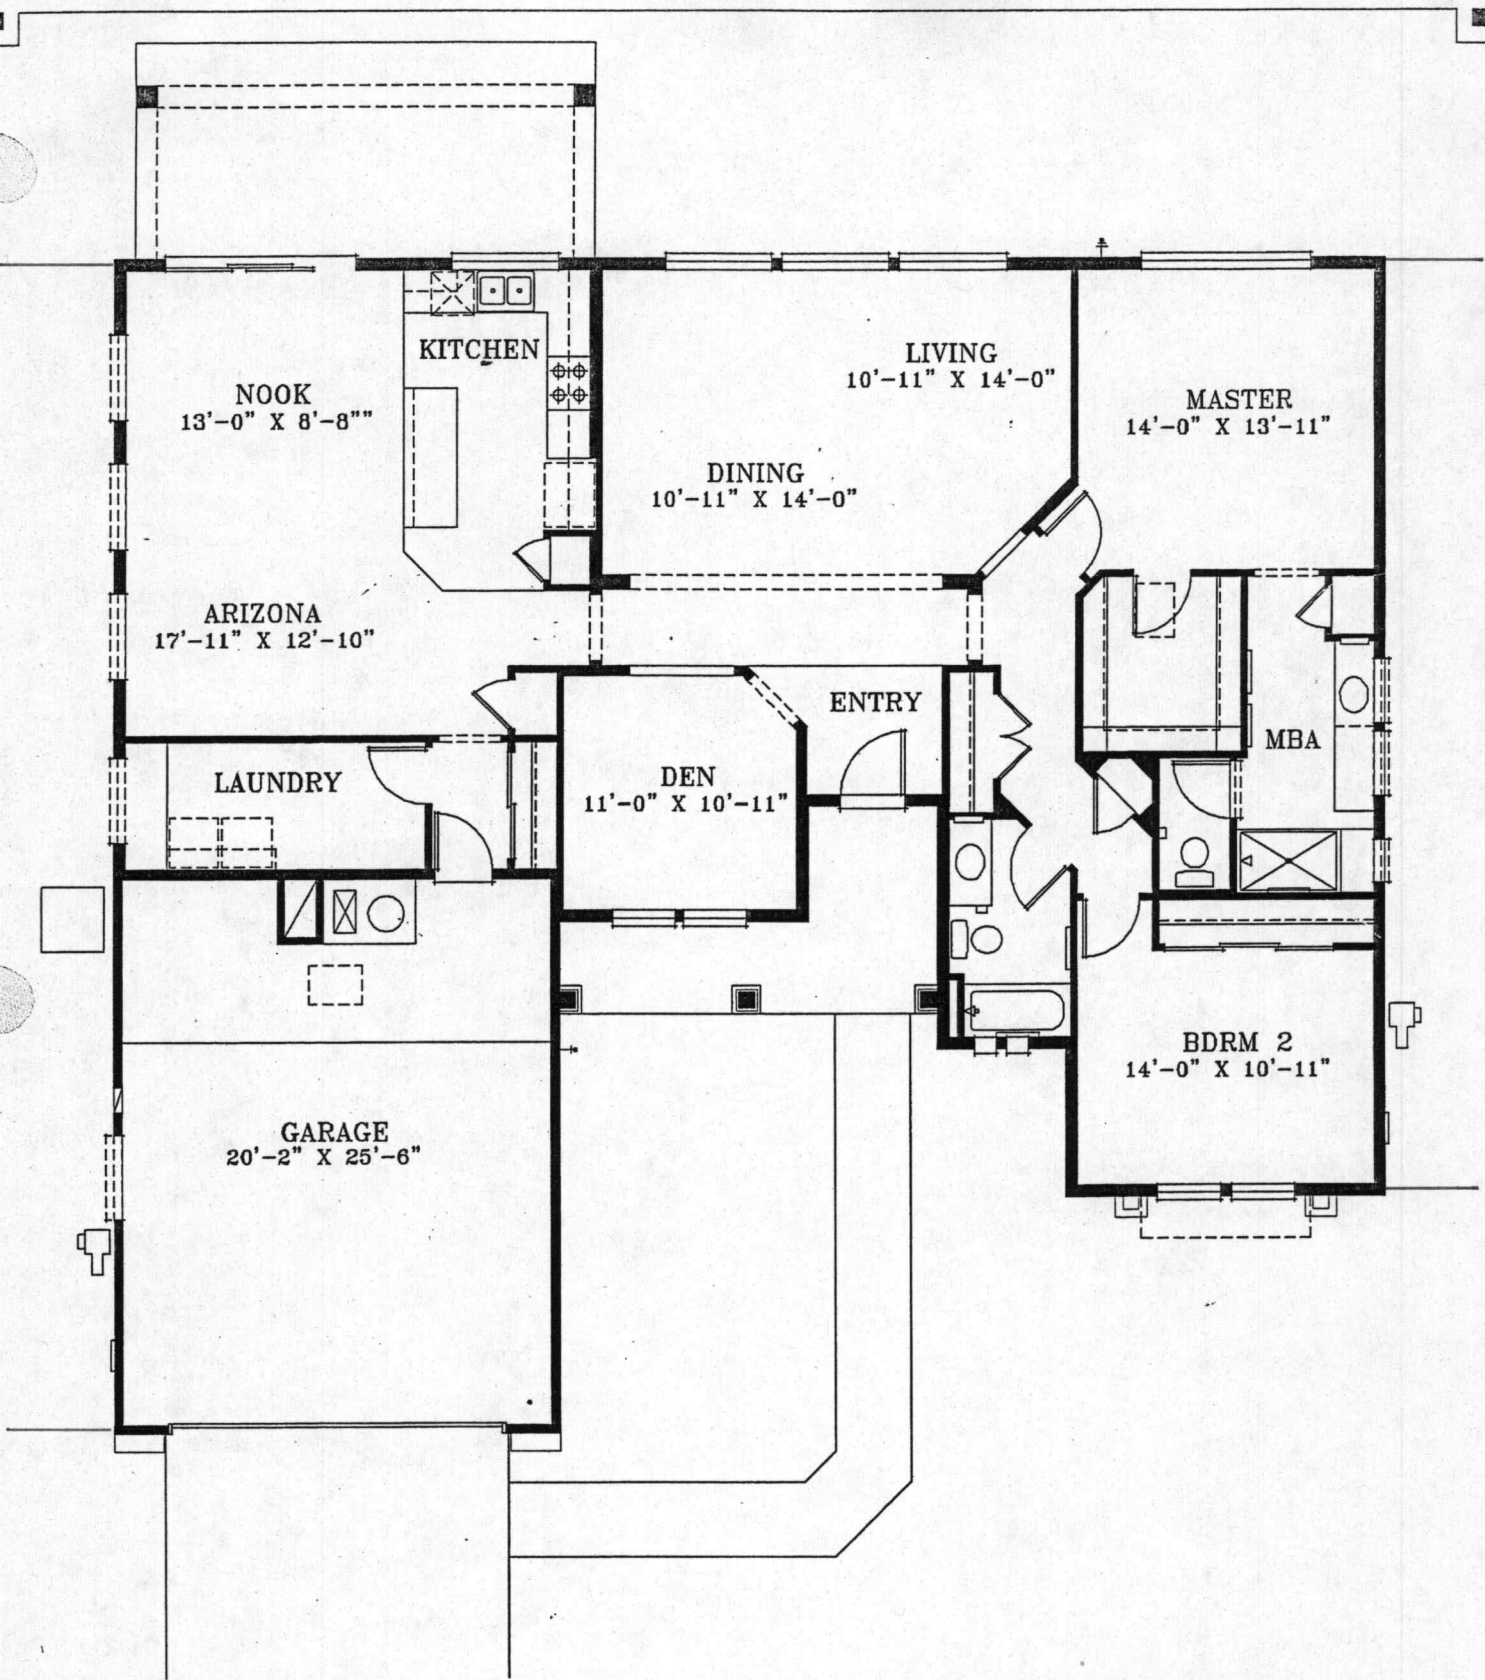 KITCHEN
LIVING
10'-11" X 14'-0"
NOOK
13'-0" X 8'-8""
MASTER
14'-0" X 13'-11"
DINING
10'-11" X 14'-0"
ARIZONA
17'-11" X 12'-10"
ENTRY
MBA
LAUNDRY
DEN
11'-0" X 10'-11"
BDRM 2
14'-0" X 10'-11"
GARAGE
20'-2" X 25'-6"